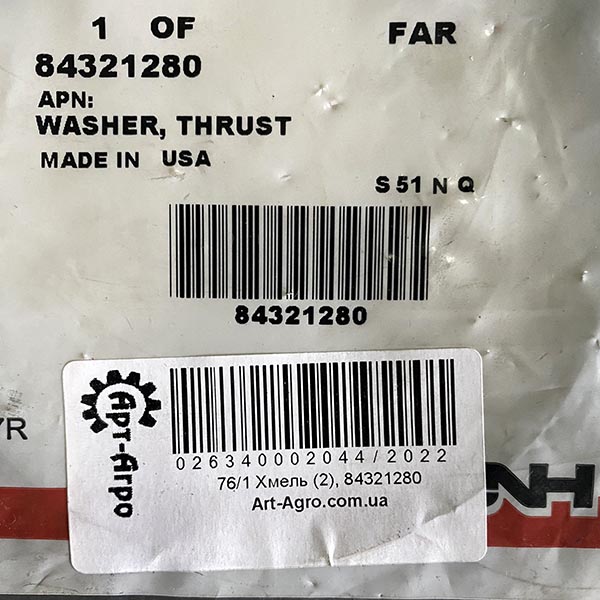 1 OF FAR
84321280
APN:
WASHER, THRUST
MADE IN USA
S 51 N Q
84321280
7R
Арт-Агро
026340002044/2022
76/1 Хмель (2), 84321280
Art-Agro.com.ua